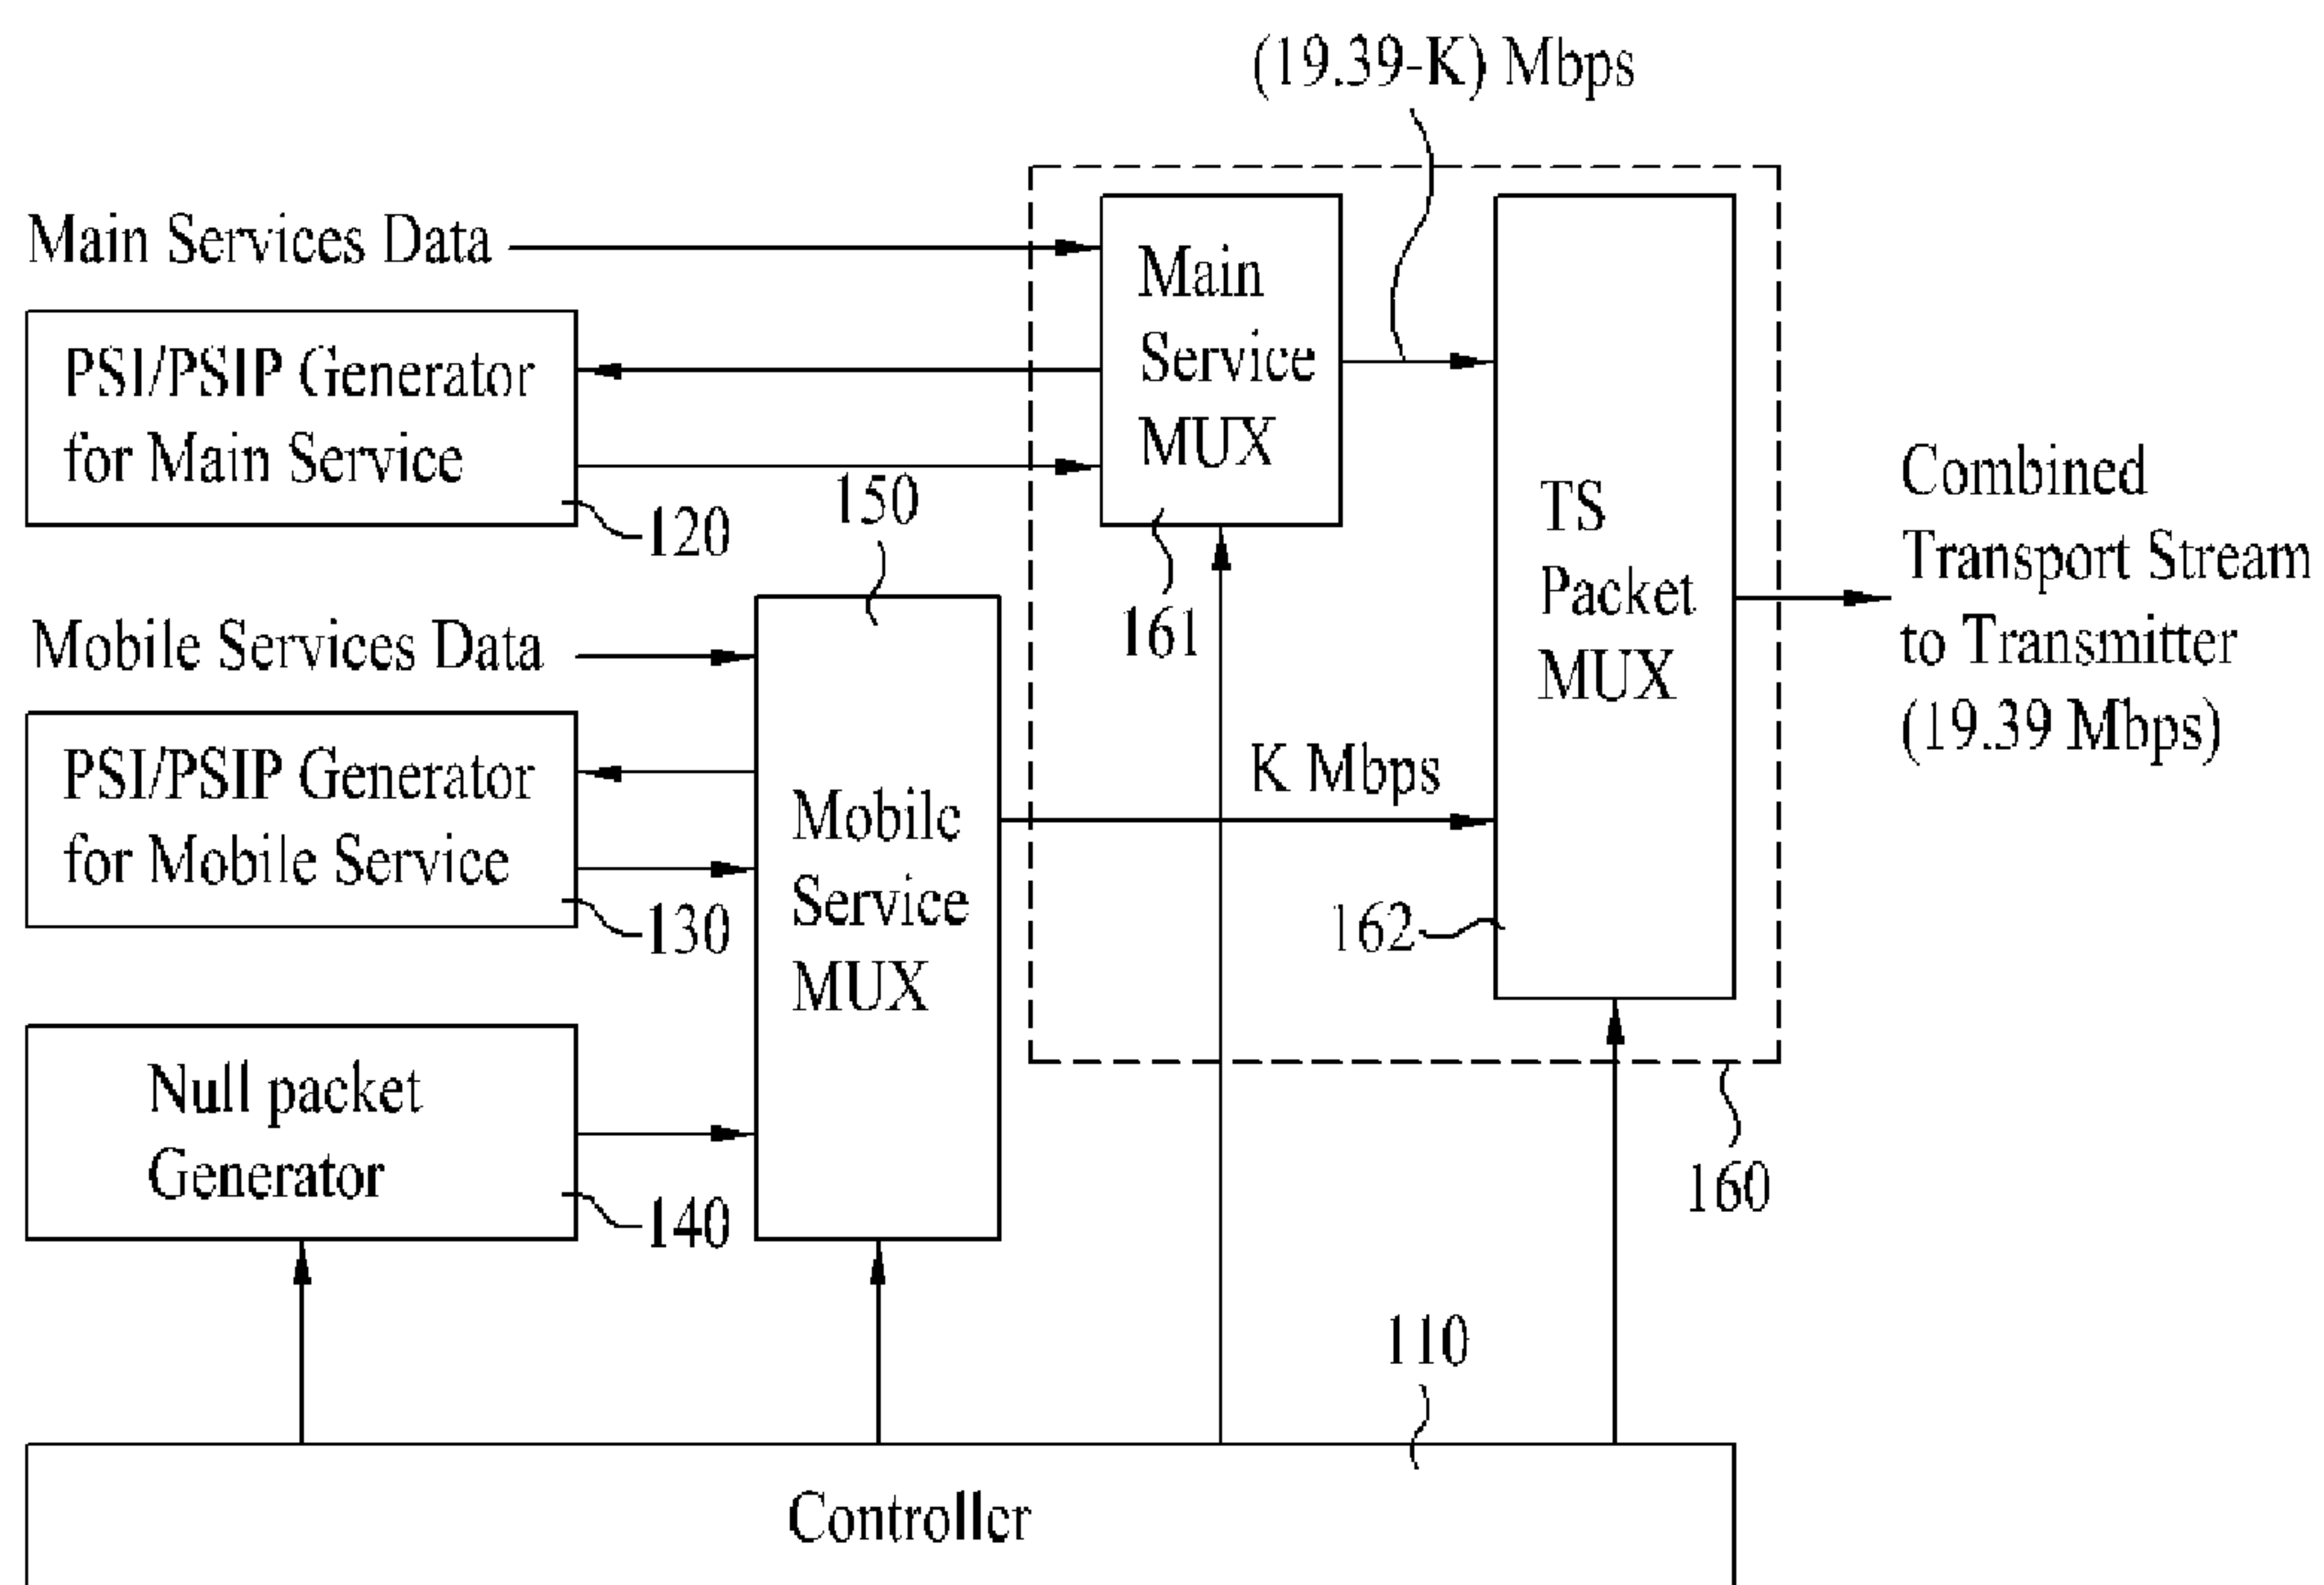 (19.39-K) Mbps
Main Services Data
Main
Service
MUX
PSI/PSIP Generator
for Main Service
120
150
161
TS
Packet
MUX
Combined
Transport Stream
to Transmitter
(19.39 Mbps)
Mobile Services Data
PSI/PSIP Generator
for Mobile Service
130
Mobile
Service
MUX
K Mbps
162
Null packet
Generator
140
160
110
Controller